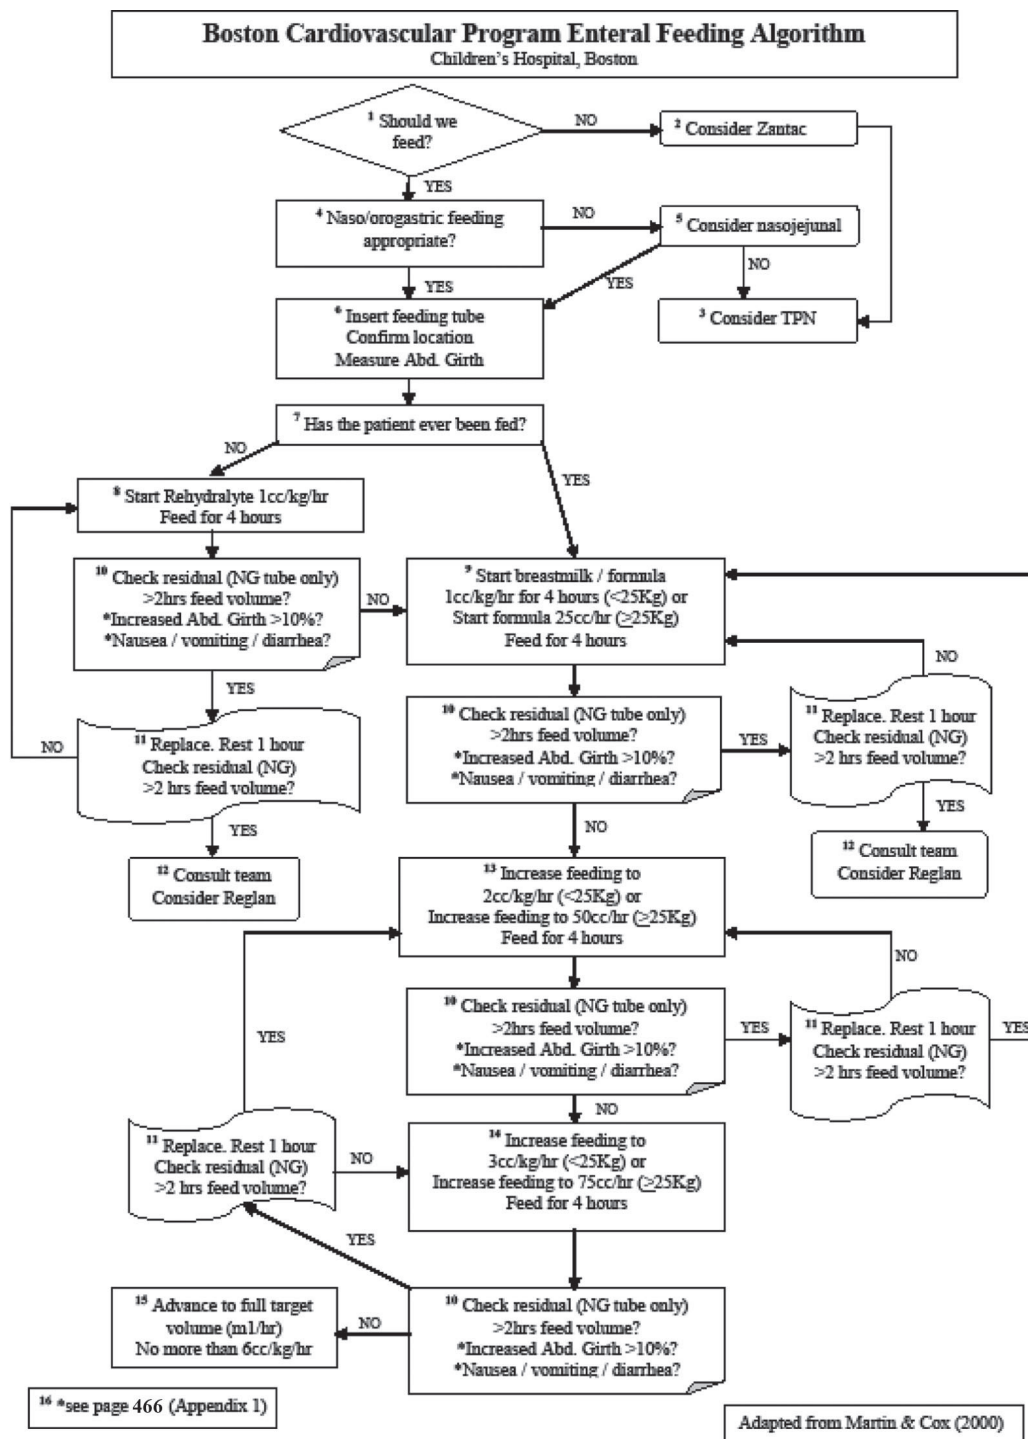 Boston Cardiovascular Program Enteral Feeding Algorithm
Children's Hospital, Boston
1 Should we
feed?
NO
2 Consider Zantac
YES
4 Naso/orogastric feeding
appropriate?
NO
5 Consider nasojejunal
YES
YES
NO
6 Insert feeding tube
Confirm location
Measure Abd. Girth
3 Consider TPN
7 Has the patient ever been fed?
NO
YES
8 Start Rehydralyte 1cc/kg/hr
Feed for 4 hours
10 Check residual (NG tube only)
>2hrs feed volume?
*Increased Abd. Girth >10%?
*Nausea / vomiting / diarrhea?
NO
9 Start breastmilk / formula
1cc/kg/hr for 4 hours (<25Kg) or
Start formula 25cc/hr (≥25Kg)
Feed for 4 hours
YES
NO
11 Replace. Rest 1 hour
Check residual (NG)
>2 hrs feed volume?
NO
10 Check residual (NG tube only)
>2hrs feed volume?
*Increased Abd. Girth >10%?
*Nausea / vomiting / diarrhea?
YES
11 Replace. Rest 1 hour
Check residual (NG)
>2 hrs feed volume?
YES
NO
YES
12 Consult team
Consider Reglan
12 Consult team
Consider Reglan
13 Increase feeding to
2cc/kg/hr (<25Kg) or
Increase feeding to 50cc/hr (≥25Kg)
Feed for 4 hours
NO
YES
10 Check residual (NG tube only)
>2hrs feed volume?
*Increased Abd. Girth >10%?
*Nausea / vomiting / diarrhea?
YES
11 Replace. Rest 1 hour
Check residual (NG)
>2 hrs feed volume?
YES
NO
11 Replace. Rest 1 hour
Check residual (NG)
>2 hrs feed volume?
NO
14 Increase feeding to
3cc/kg/hr (<25Kg) or
Increase feeding to 75cc/hr (≥25Kg)
Feed for 4 hours
YES
15 Advance to full target
volume (m1/hr)
No more than 6cc/kg/hr
NO
10 Check residual (NG tube only)
>2hrs feed volume?
*Increased Abd. Girth >10%?
*Nausea / vomiting / diarrhea?
16 *see page 466 (Appendix 1)
Adapted from Martin & Cox (2000)